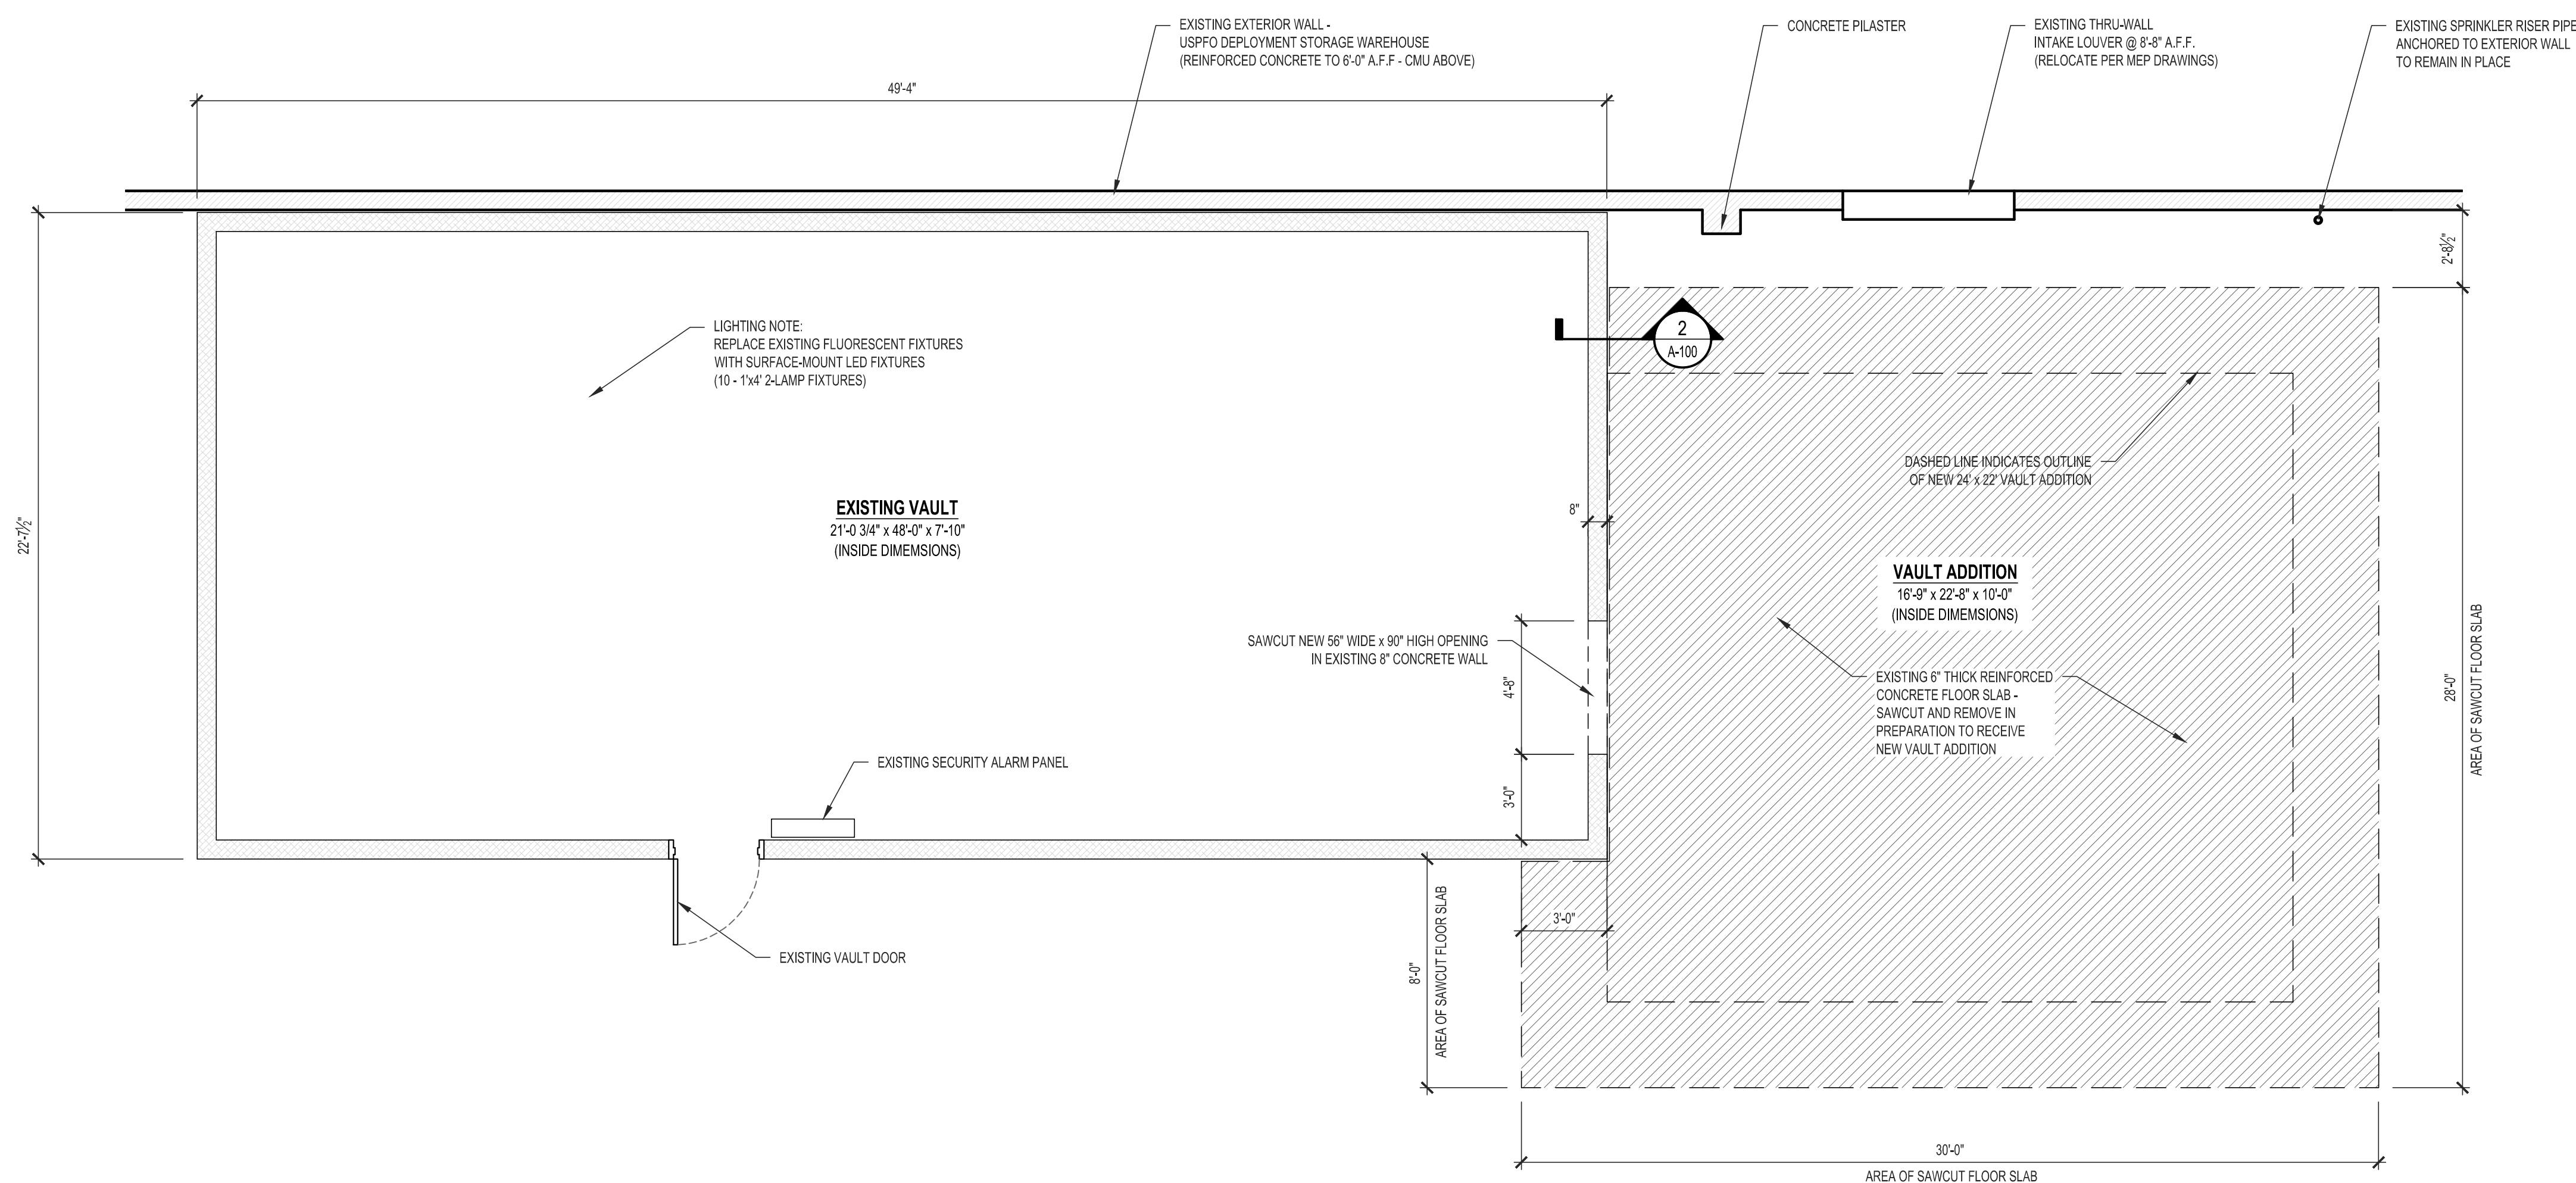 EXISTING EXTERIOR WALL -
USPFO DEPLOYMENT STORAGE WAREHOUSE
(REINFORCED CONCRETE TO 6'-0" A.F.F - CMU ABOVE)
CONCRETE PILASTER
EXISTING THRU-WALL
INTAKE LOUVER @ 8'-8" A.F.F.
(RELOCATE PER MEP DRAWINGS)
EXISTING SPRINKLER RISER PIPE
ANCHORED TO EXTERIOR WALL
TO REMAIN IN PLACE
49'-4"
2'-8½"
LIGHTING NOTE:
REPLACE EXISTING FLUORESCENT FIXTURES
WITH SURFACE-MOUNT LED FIXTURES
(10 - 1'x4' 2-LAMP FIXTURES)
2
A-100
DASHED LINE INDICATES OUTLINE
OF NEW 24' x 22' VAULT ADDITION
22'-7½"
EXISTING VAULT
21'-0 3/4" x 48'-0" x 7'-10"
(INSIDE DIMEMSIONS)
8"
VAULT ADDITION
16'-9" x 22'-8" x 10'-0"
(INSIDE DIMEMSIONS)
SAWCUT NEW 56" WIDE x 90" HIGH OPENING
IN EXISTING 8" CONCRETE WALL
4'-8"
EXISTING 6" THICK REINFORCED
CONCRETE FLOOR SLAB -
SAWCUT AND REMOVE IN
PREPARATION TO RECEIVE
NEW VAULT ADDITION
28'-0"
AREA OF SAWCUT FLOOR SLAB
EXISTING SECURITY ALARM PANEL
3'-0"
3'-0"
8'-0"
AREA OF SAWCUT FLOOR SLAB
EXISTING VAULT DOOR
30'-0"
AREA OF SAWCUT FLOOR SLAB